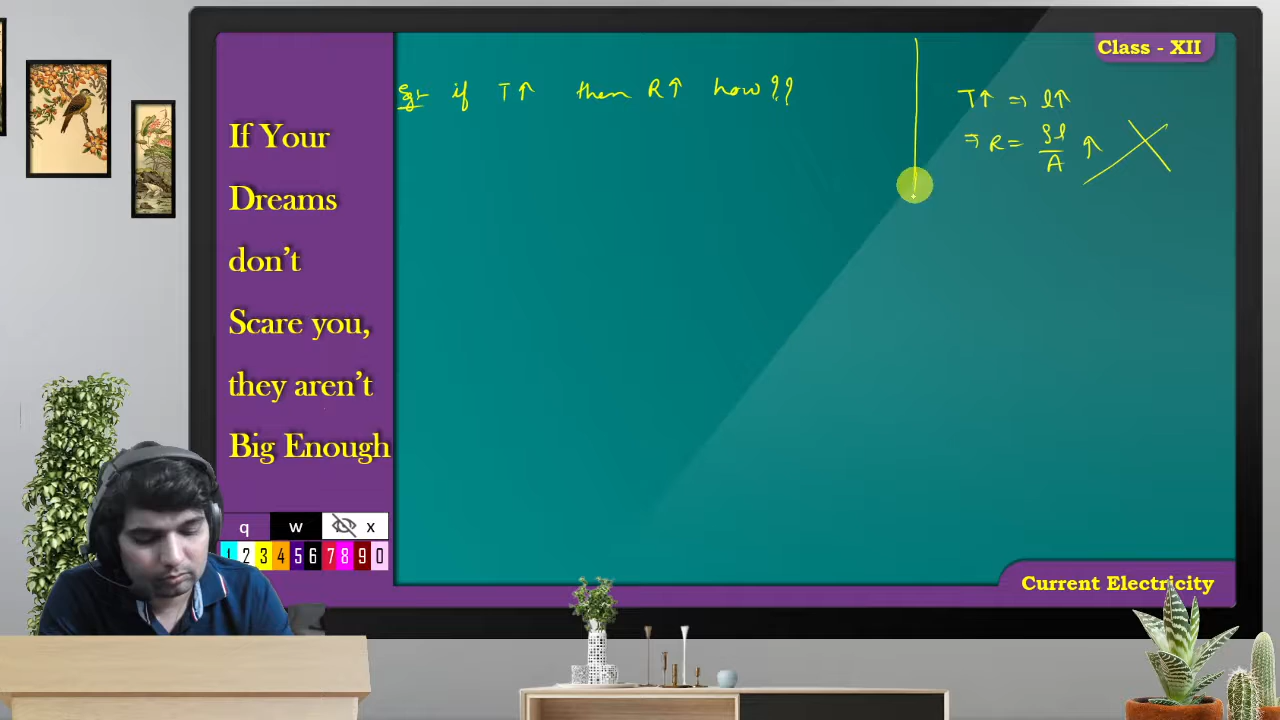 Class - XII
If Your
Dreams
don't
Scare you,
they aren't
Big Enough
if T↑ then R↑ how??
T↑ ⇒ l↑
⇒ R = ρl/A ↑
q w x
1 2 3 4 5 6 7 8 9 0
Current Electricity